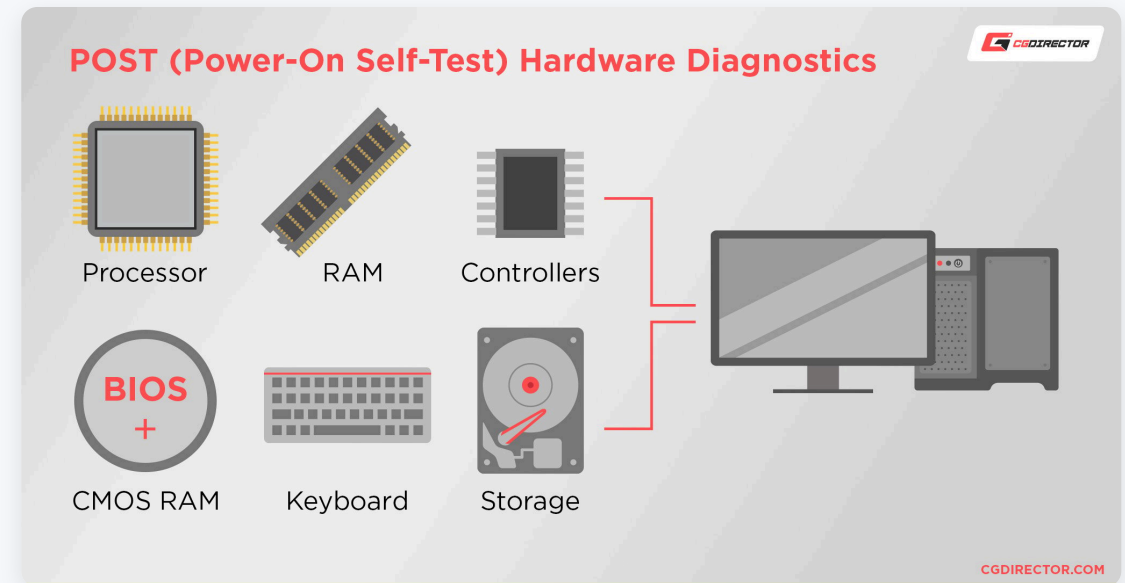 POST (Power-On Self-Test) Hardware Diagnostics
CGDIRECTOR
Processor
RAM
Controllers
BIOS
+
CMOS RAM
Keyboard
Storage
CGDIRECTOR.COM